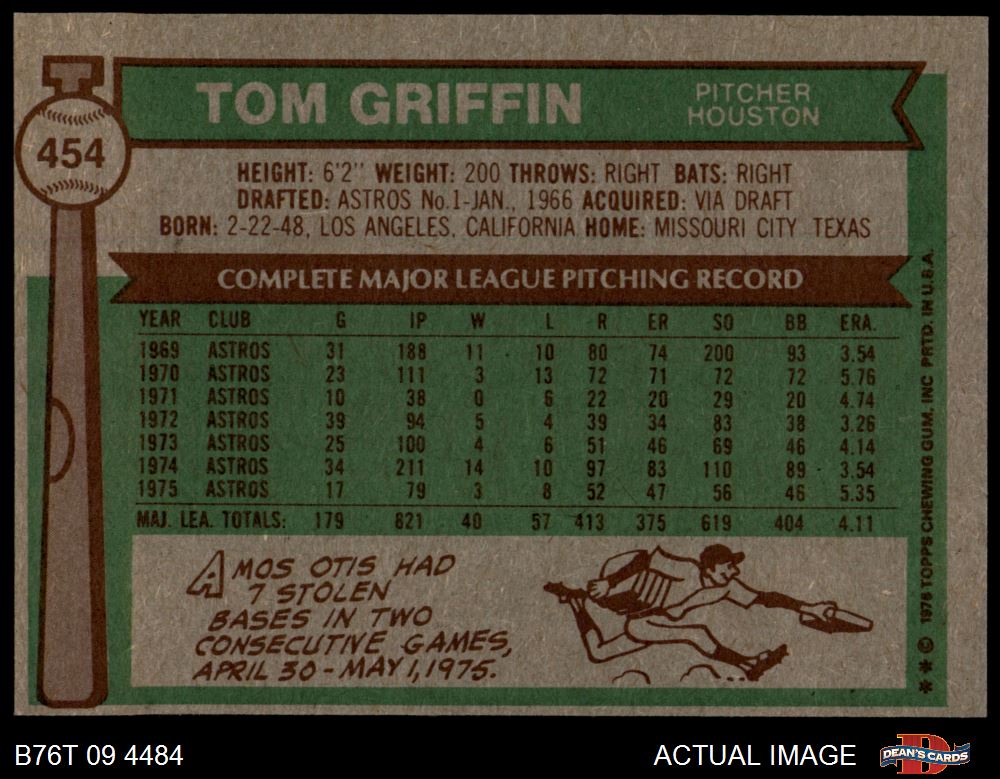 454
TOM GRIFFIN
PITCHER
HOUSTON
HEIGHT: 6'2" WEIGHT: 200 THROWS: RIGHT BATS: RIGHT
DRAFTED: ASTROS No.1-JAN., 1966 ACQUIRED: VIA DRAFT
BORN: 2-22-48, LOS ANGELES, CALIFORNIA HOME: MISSOURI CITY TEXAS
COMPLETE MAJOR LEAGUE PITCHING RECORD
YEAR CLUB G IP W L R ER SO BB ERA.
1969 ASTROS 31 188 11 10 80 74 200 93 3.54
1970 ASTROS 23 111 3 13 72 71 72 72 5.76
1971 ASTROS 10 38 0 6 22 20 29 20 4.74
1972 ASTROS 39 94 5 4 39 34 83 38 3.26
1973 ASTROS 25 100 4 6 51 46 69 46 4.14
1974 ASTROS 34 211 14 10 97 83 110 89 3.54
1975 ASTROS 17 79 3 8 52 47 56 46 5.35
MAJ. LEA. TOTALS: 179 821 40 57 413 375 619 404 4.11
AMOS OTIS HAD
7 STOLEN
BASES IN TWO
CONSECUTIVE GAMES,
APRIL 30-MAY 1, 1975.
** © 1976 TOPPS CHEWING GUM, INC PRTD. IN U.S.A.
B76T 09 4484
ACTUAL IMAGE
D
DEAN'S CARDS